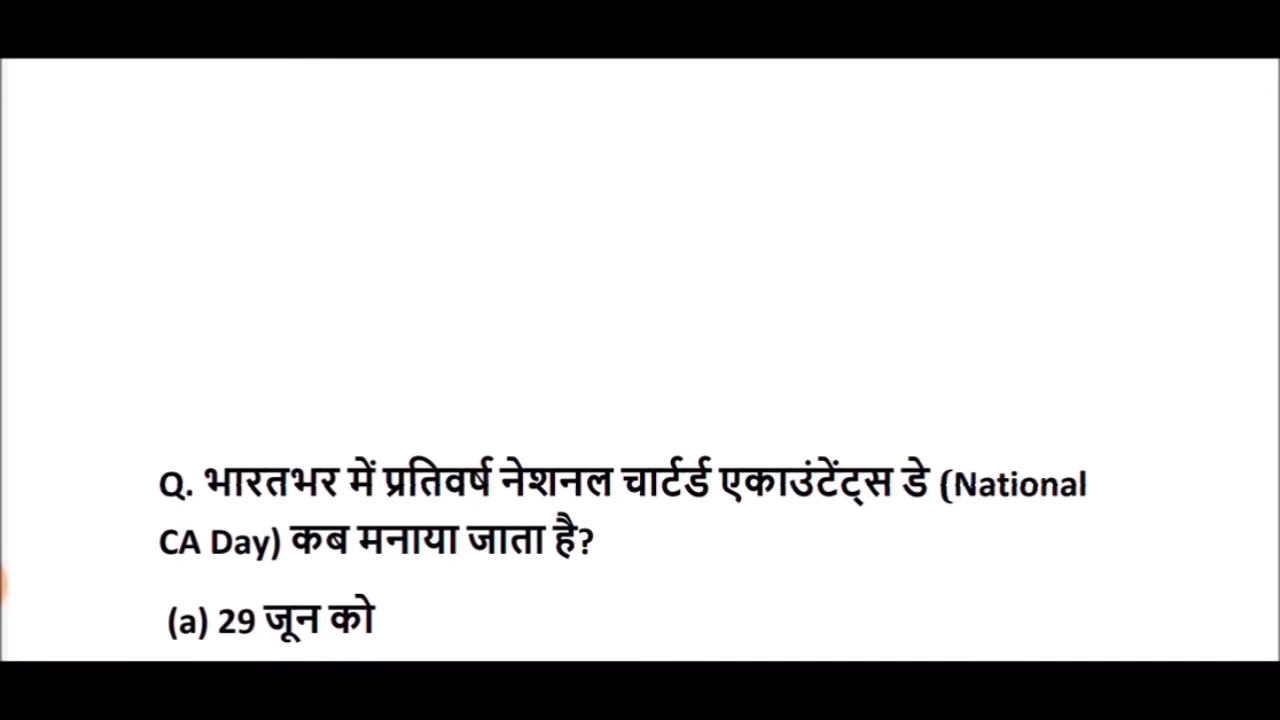 Q. भारतभर में प्रतिवर्ष नेशनल चार्टर्ड एकाउंटेंट्स डे (National
CA Day) कब मनाया जाता है?
(a) 29 जून को